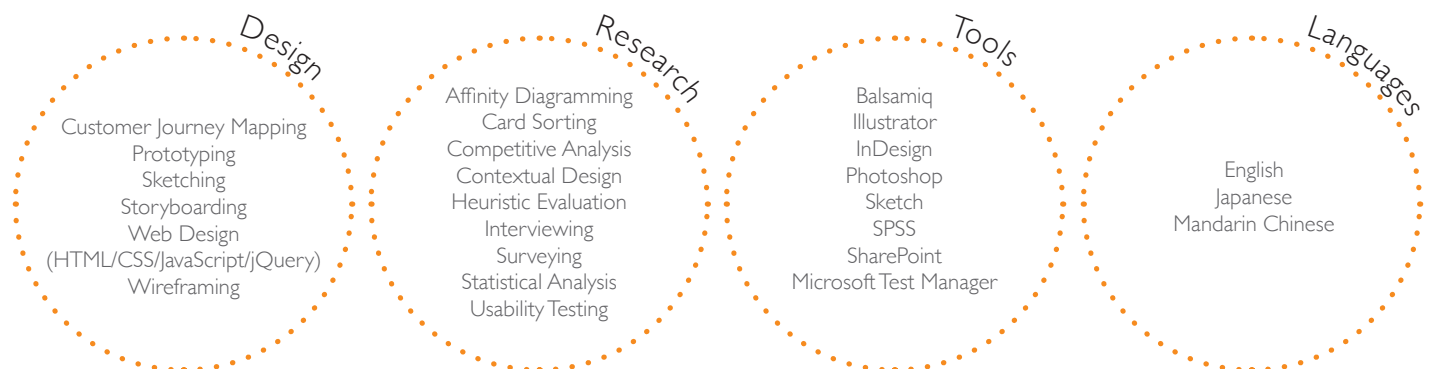 Design
Customer Journey Mapping
Prototyping
Sketching
Storyboarding
Web Design
(HTML/CSS/JavaScript/jQuery)
Wireframing
Research
Affinity Diagramming
Card Sorting
Competitive Analysis
Contextual Design
Heuristic Evaluation
Interviewing
Surveying
Statistical Analysis
Usability Testing
Tools
Balsamiq
Illustrator
InDesign
Photoshop
Sketch
SPSS
SharePoint
Microsoft Test Manager
Languages
English
Japanese
Mandarin Chinese